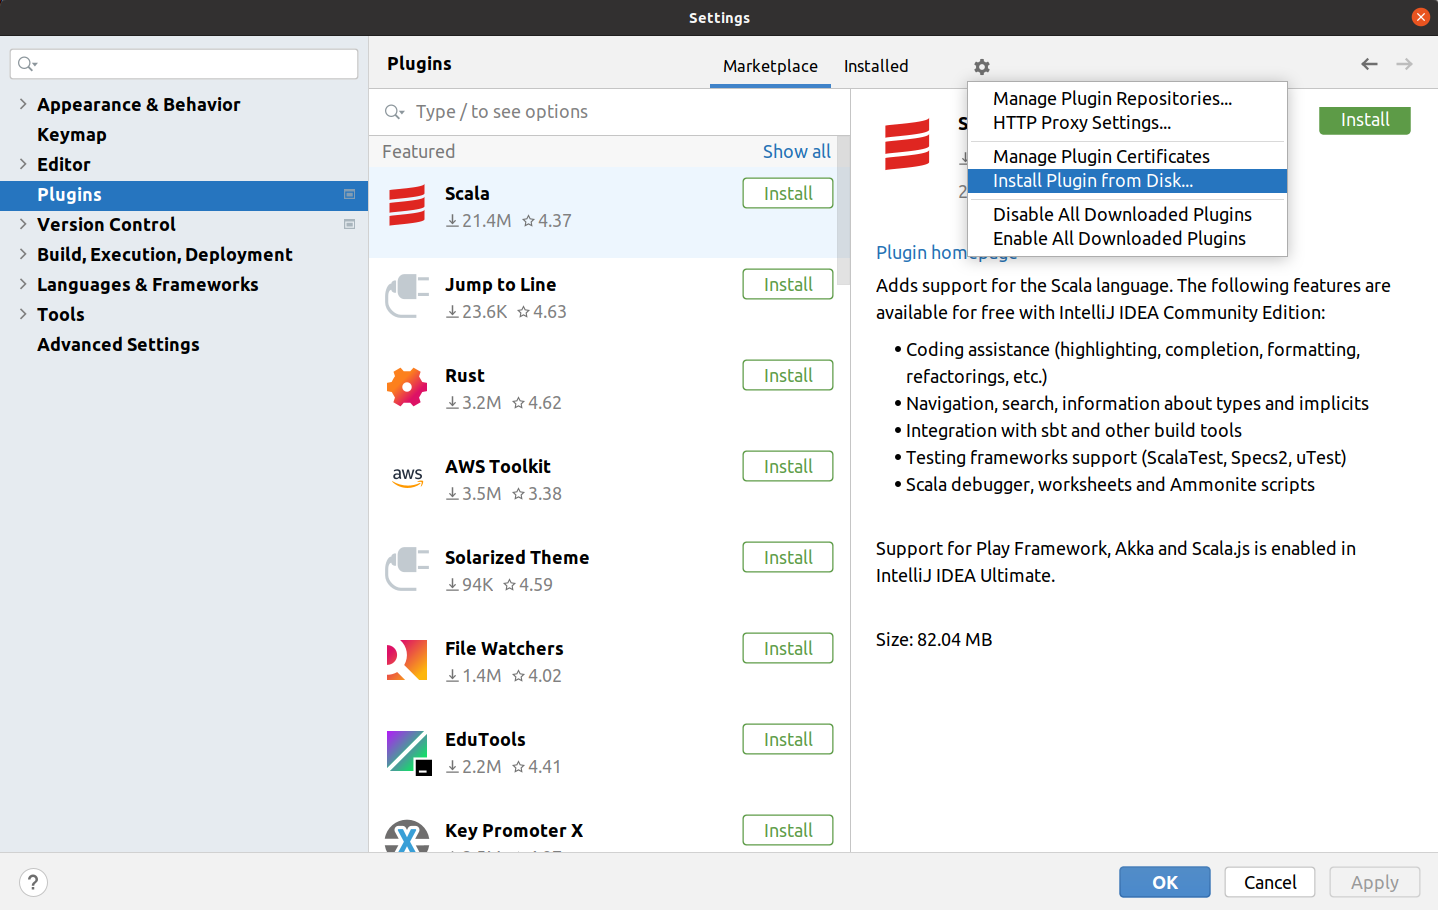 Settings
Appearance & Behavior
Keymap
Editor
Plugins
Version Control
Build, Execution, Deployment
Languages & Frameworks
Tools
Advanced Settings
Plugins
Marketplace
Installed
Type / to see options
Featured
Show all
Scala
21.4M 4.37
Install
Jump to Line
23.6K 4.63
Install
Rust
3.2M 4.62
Install
aws
AWS Toolkit
3.5M 3.38
Install
Solarized Theme
94K 4.59
Install
File Watchers
1.4M 4.02
Install
EduTools
2.2M 4.41
Install
Key Promoter X
Install
Manage Plugin Repositories...
HTTP Proxy Settings...
Manage Plugin Certificates
Install Plugin from Disk...
Disable All Downloaded Plugins
Enable All Downloaded Plugins
Install
Plugin homepage
Adds support for the Scala language. The following features are
available for free with IntelliJ IDEA Community Edition:
• Coding assistance (highlighting, completion, formatting,
refactorings, etc.)
• Navigation, search, information about types and implicits
• Integration with sbt and other build tools
• Testing frameworks support (ScalaTest, Specs2, uTest)
• Scala debugger, worksheets and Ammonite scripts
Support for Play Framework, Akka and Scala.js is enabled in
IntelliJ IDEA Ultimate.
Size: 82.04 MB
?
OK
Cancel
Apply